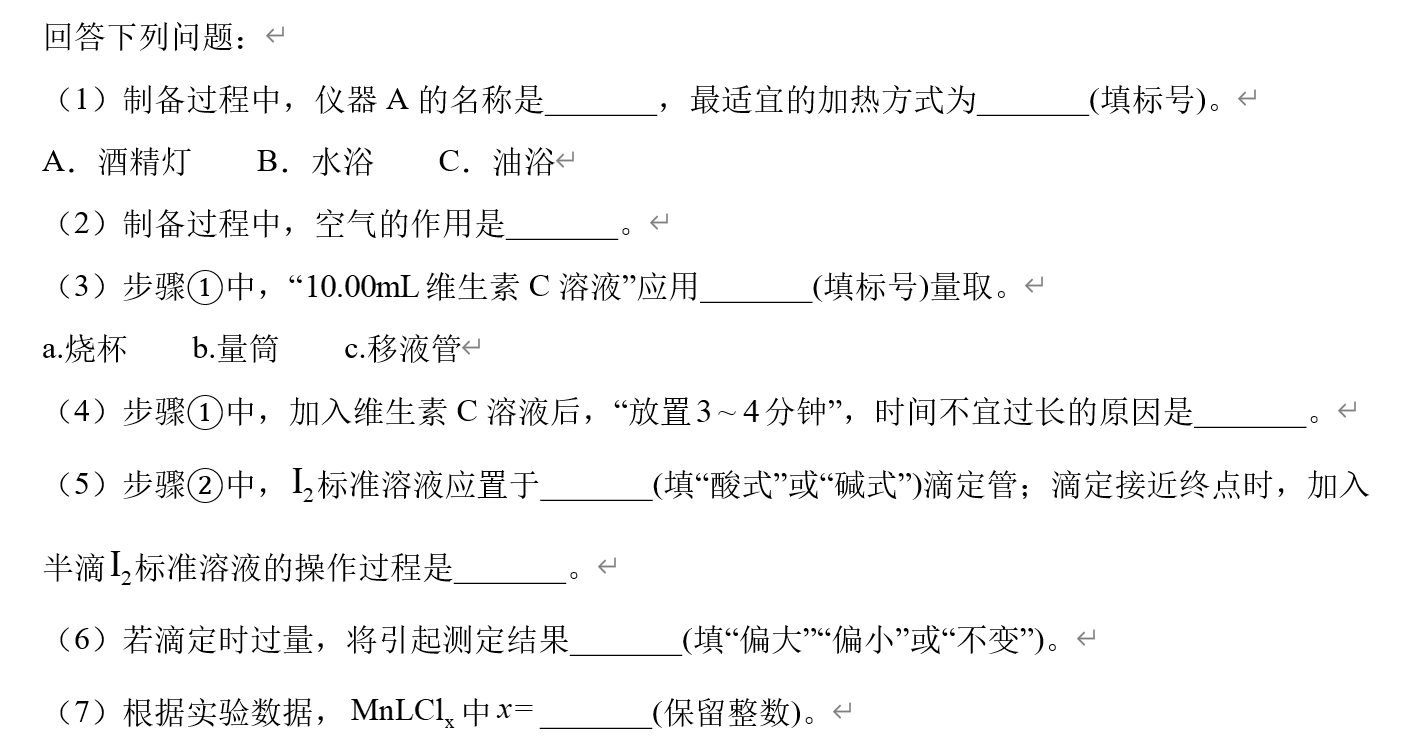 回答下列问题：↵
（1）制备过程中，仪器 A 的名称是_______，最适宜的加热方式为_______(填标号)。↵
A．酒精灯　　B．水浴　　C．油浴↵
（2）制备过程中，空气的作用是_______。↵
（3）步骤①中，“10.00mL 维生素 C 溶液”应用_______(填标号)量取。↵
a.烧杯　　b.量筒　　c.移液管↵
（4）步骤①中，加入维生素 C 溶液后，“放置 3 ~ 4 分钟”，时间不宜过长的原因是_______。↵
（5）步骤②中，I₂标准溶液应置于_______(填“酸式”或“碱式”)滴定管；滴定接近终点时，加入
半滴I₂标准溶液的操作过程是_______。↵
（6）若滴定时过量，将引起测定结果_______(填“偏大”“偏小”或“不变”)。↵
（7）根据实验数据，MnLClₓ中 x= _______(保留整数)。↵